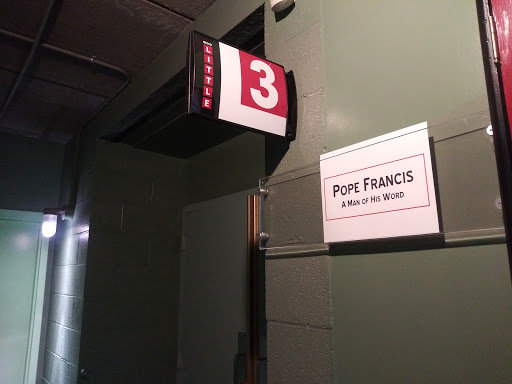 LITTLE
3
POPE FRANCIS
A MAN OF HIS WORD